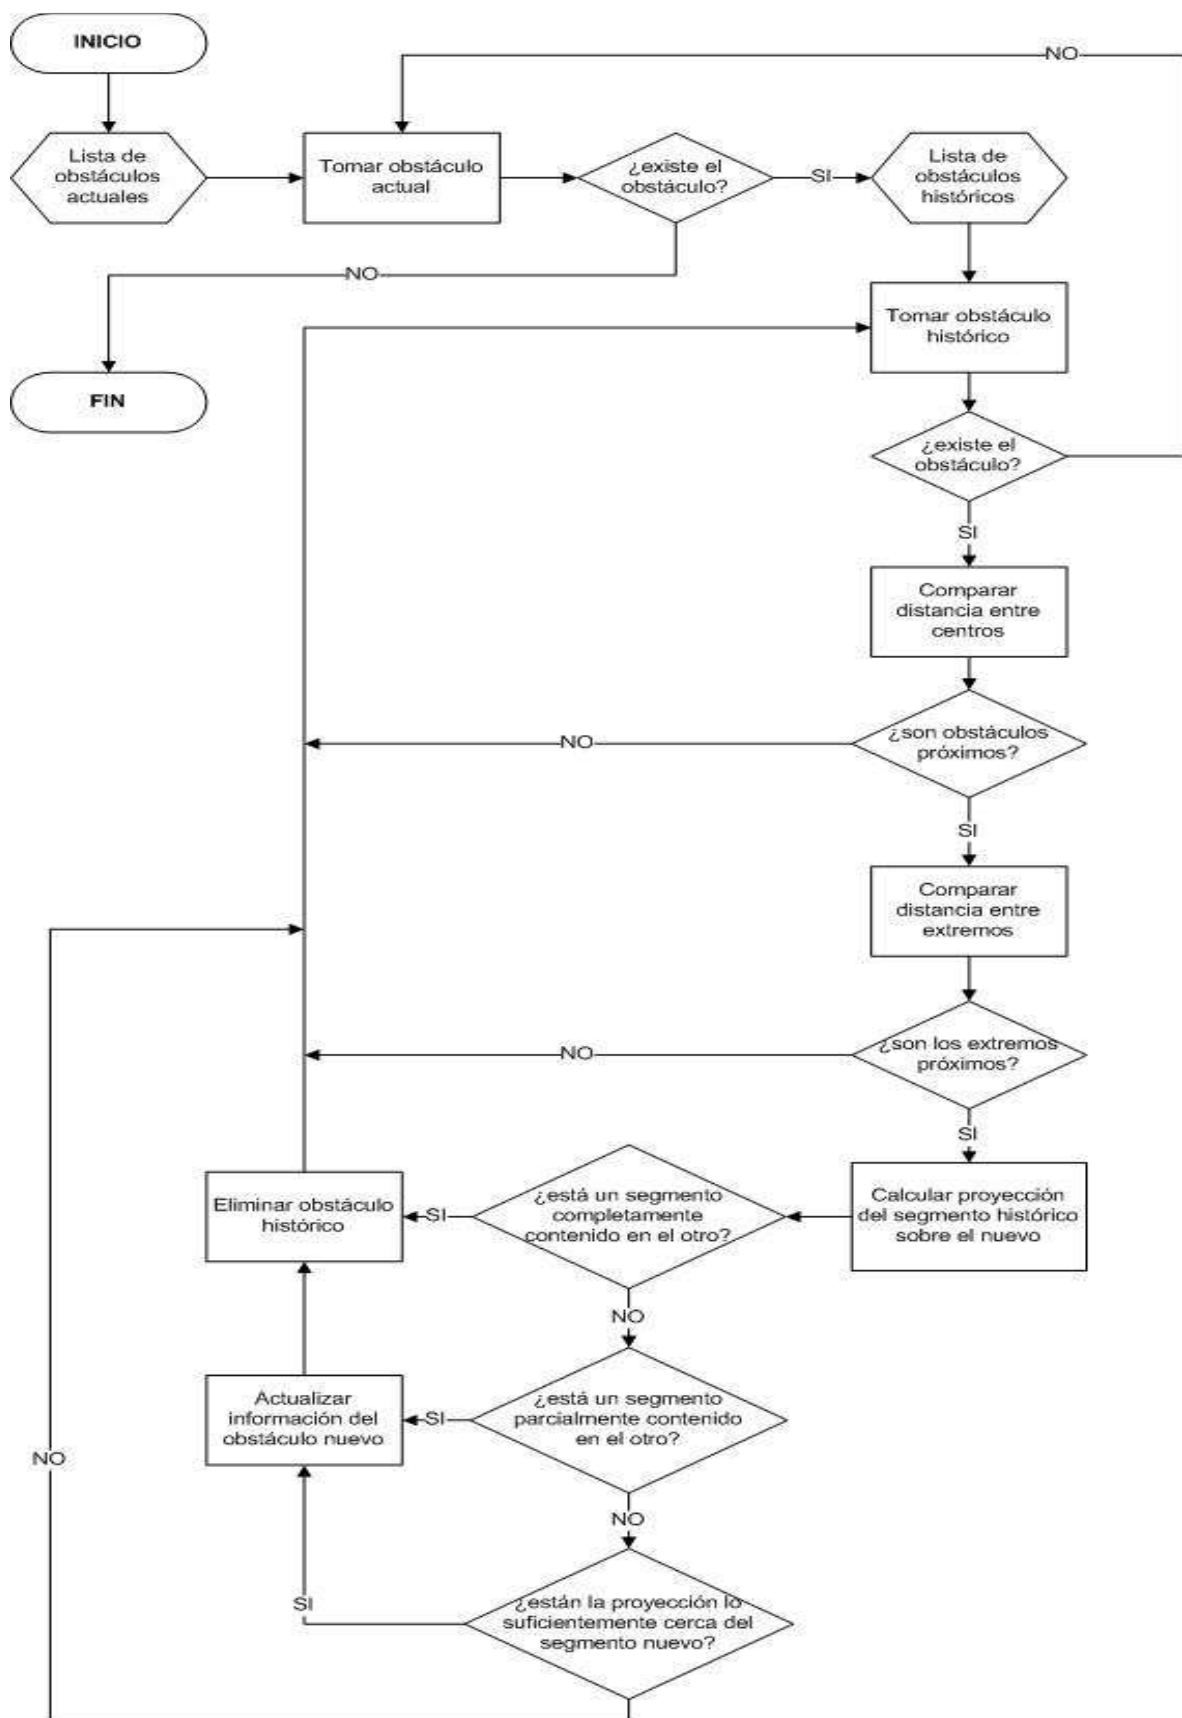 INICIO
NO
Lista de
obstáculos
actuales
Tomar obstáculo
actual
¿existe el
obstáculo?
SI
Lista de
obstáculos
históricos
NO
Tomar obstáculo
histórico
FIN
¿existe el
obstáculo?
SI
Comparar
distancia entre
centros
¿son obstáculos
próximos?
NO
SI
Comparar
distancia entre
extremos
¿son los extremos
próximos?
NO
SI
Calcular proyección
del segmento histórico
sobre el nuevo
¿está un segmento
completamente
contenido en el otro?
SI
Eliminar obstáculo
histórico
NO
¿está un segmento
parcialmente contenido
en el otro?
SI
Actualizar
información del
obstáculo nuevo
NO
NO
¿están la proyección lo
suficientemente cerca del
segmento nuevo?
SI